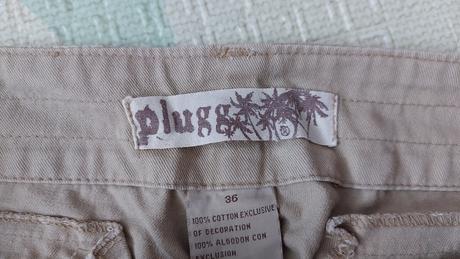 plugg
®
36
100% COTTON EXCLUSIVE
OF DECORATION
100% ALGODON CON
EXCLUSION